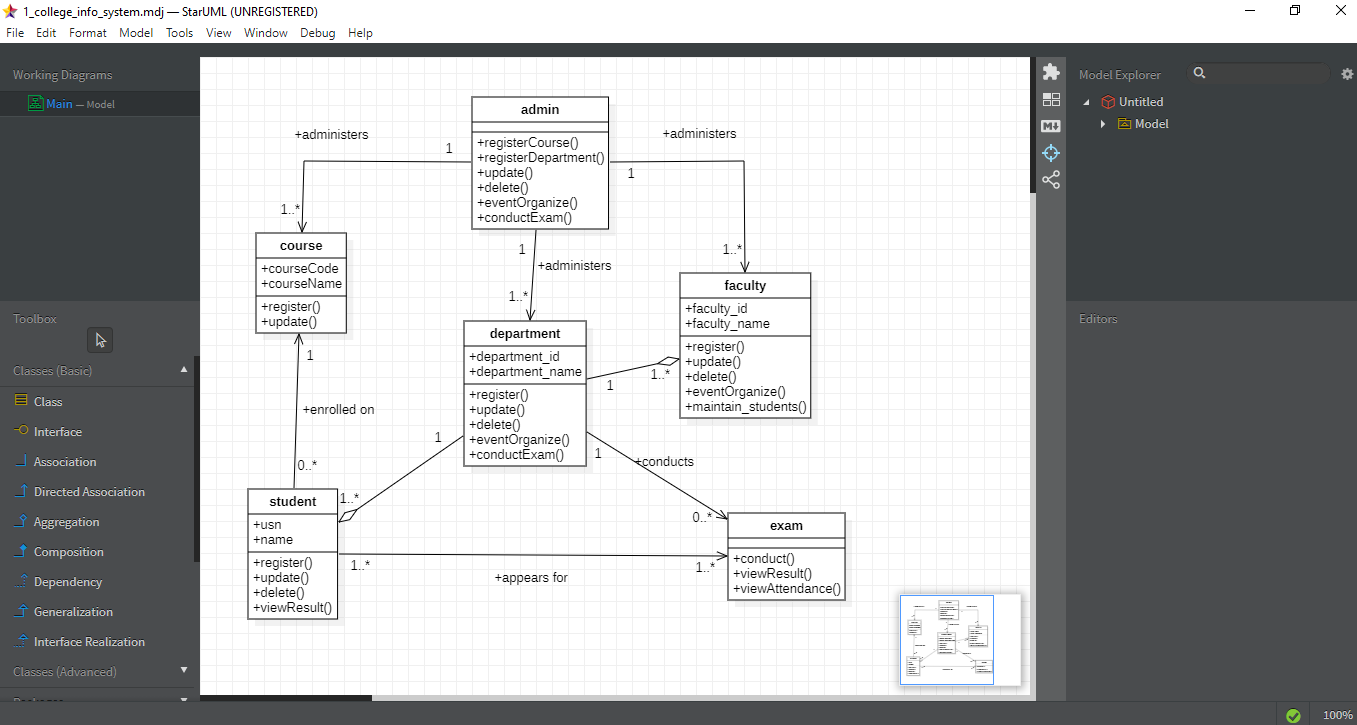 1_college_info_system.mdj — StarUML (UNREGISTERED)
File Edit Format Model Tools View Window Debug Help
Working Diagrams
Main — Model
Toolbox
Classes (Basic)
Class
Interface
Association
Directed Association
Aggregation
Composition
Dependency
Generalization
Interface Realization
Classes (Advanced)
admin
+registerCourse()
+registerDepartment()
+update()
+delete()
+eventOrganize()
+conductExam()
+administers
1
1..*
+administers
1
1..*
1
+administers
1..*
course
+courseCode
+courseName
+register()
+update()
faculty
+faculty_id
+faculty_name
+register()
+update()
+delete()
+eventOrganize()
+maintain_students()
department
+department_id
+department_name
+register()
+update()
+delete()
+eventOrganize()
+conductExam()
1
1..*
1
+enrolled on
0..*
1
1..*
1
+conducts
0..*
student
+usn
+name
+register()
+update()
+delete()
+viewResult()
1..*
+appears for
1..*
exam
+conduct()
+viewResult()
+viewAttendance()
M
Model Explorer
Untitled
Model
Editors
100%